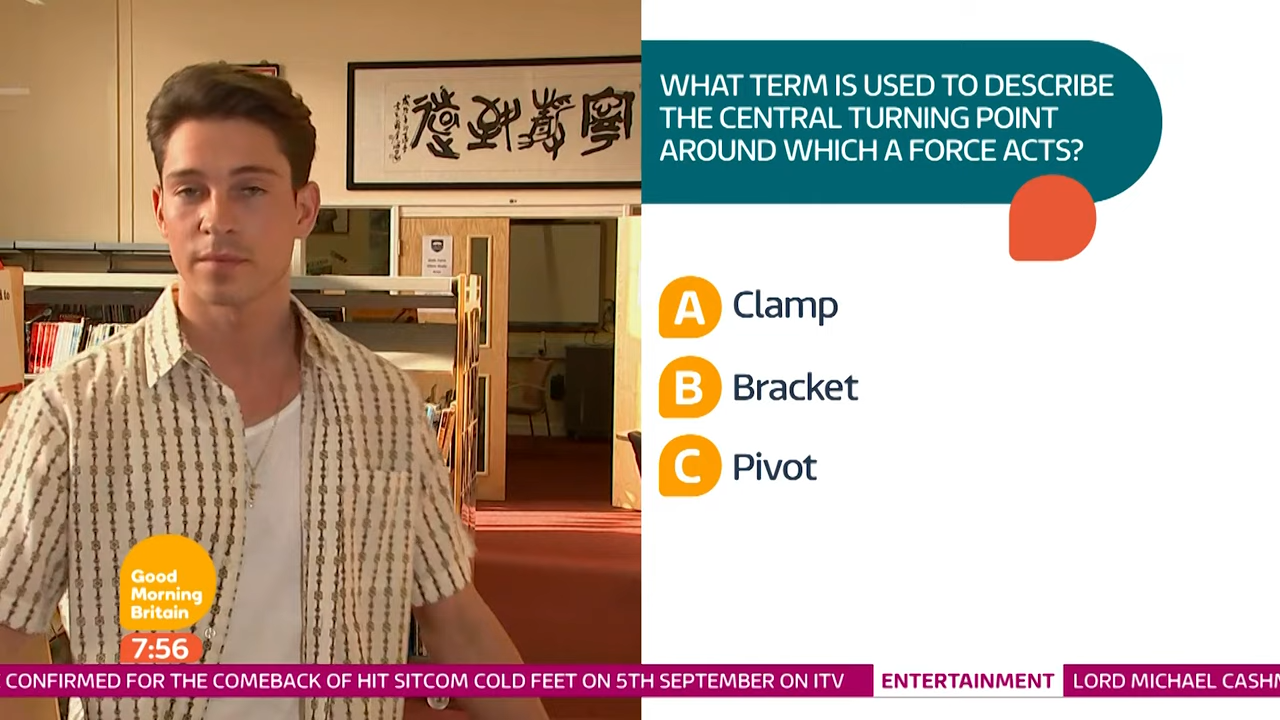 WHAT TERM IS USED TO DESCRIBE
THE CENTRAL TURNING POINT
AROUND WHICH A FORCE ACTS?
A Clamp
B Bracket
C Pivot
Good
Morning
Britain
7:56
CONFIRMED FOR THE COMEBACK OF HIT SITCOM COLD FEET ON 5TH SEPTEMBER ON ITV ENTERTAINMENT LORD MICHAEL CASHM